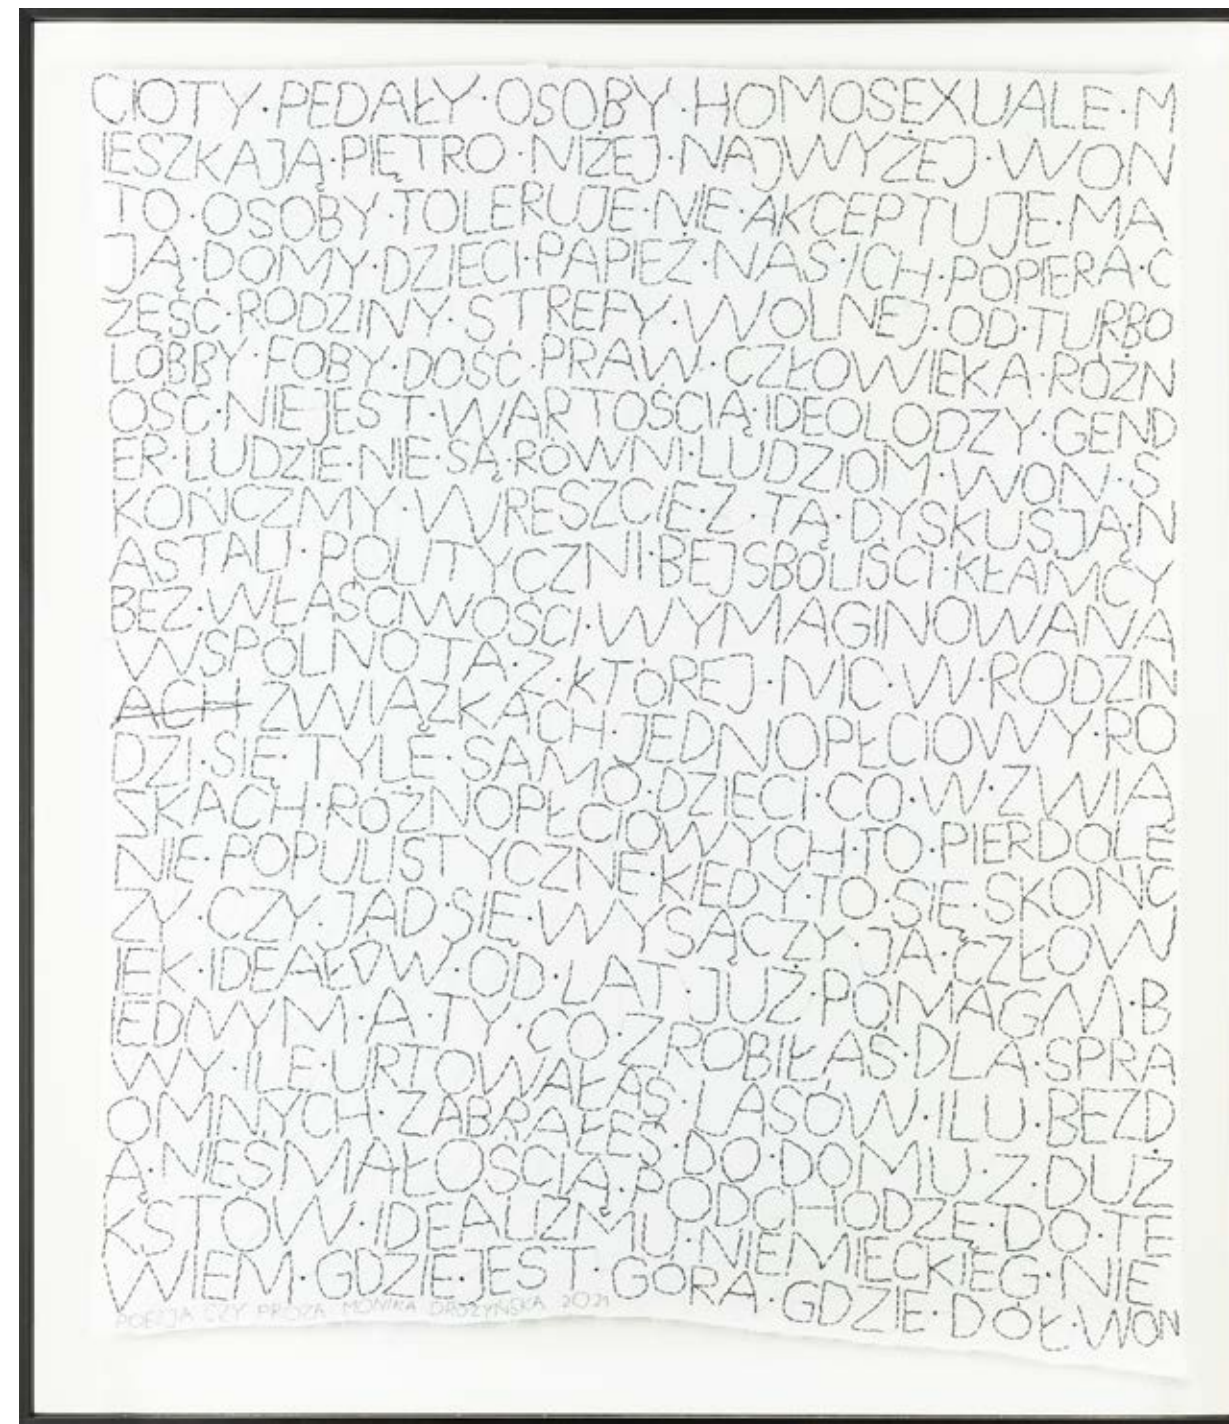 CIOTY·PEDAŁY·OSOBY·HOMOSEXUALE·M
IESZKAJĄ·PIĘTRO·NIŻEJ·NAJWYŻEJ·WON
TO·OSOBY·TOLERUJE·NIE·AKCEPTUJE·MA
JĄ·DOMY·DZIECI·PAPIEŻ·NAS·ICH·POPIERA·C
ZĘŚĆ·RODZINY·STREFY·WOLNEJ·OD·TURBO
LOBBY·FOBY·DOŚĆ·PRAW·CZŁOWIEKA·RÓŻN
OŚĆ·NIEJEST·WARTOŚCIĄ·IDEOLODZY·GEND
ER·LUDZIE·NIE·SĄ·RÓWNI·LUDZIOM·WON·S
KOŃCZMY·WRESZCIE·Z·TĄ·DYSKUSJĄ·N
ASTALI·POLITYCZNI·BEJSBOLIŚCI·KŁAMCY
BEZ·WŁAŚCIWOŚCI·WYMAGINOWANA
WSPÓLNOTA·Z·KTÓREJ·NIC·W·RODZIN
ACH ZWIĄZKACH·JEDNOPŁCIOWY·RO
DZI·SIĘ·TYLE·SAMO·DZIECI·CO·W·ZWIĄ
SKACH·RÓŻNOPŁCIOWYCH·TO·PIERDOLE
NIE·POPULISTYCZNE·KIEDY·TO·SIĘ·SKOŃC
ZY·CZY·JAD·SIĘ·WYSĄCZY·JA·CZŁOW
IEK·IDEAŁÓW·OD·LAT·JUŻ·POMAGAM·B
IEDMYM·A·TY·CO·ZROBIŁAŚ·DLA·SPRA
WY·ILE·URTOWAŁAŚ·LASÓW·ILU·BEZD
OMNYCH·ZABRAŁEŚ·DO·DOMU·Z·DUŻ
Ą·NIESMAŁOŚCIĄ·PODCHODZĘ·DO·TE
KSTÓW·IDEALIZMU·NIEMIECKIEG·NIE
WIEM·GDZIE·JEST·GÓRA·GDZIE·DÓŁ·WON
POEZJA CZY PROZA MONIKA DROŻYŃSKA 2021